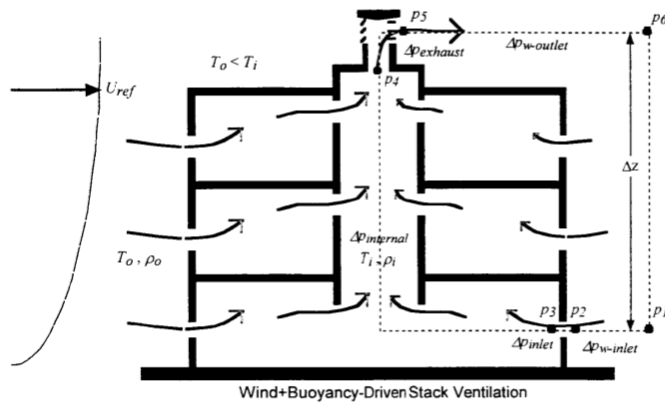 p5
p6
Δpw-outlet
Δpexhaust
To < Ti
p4
Uref
Δz
Δpinternal
To , ρo
Ti , ρi
p3
p2
p1
Δpinlet
Δpw-inlet
Wind+Buoyancy-Driven Stack Ventilation